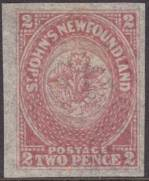 2 2
ST. JOHN'S NEWFOUNDLAND
POSTAGE
2 TWO PENCE 2